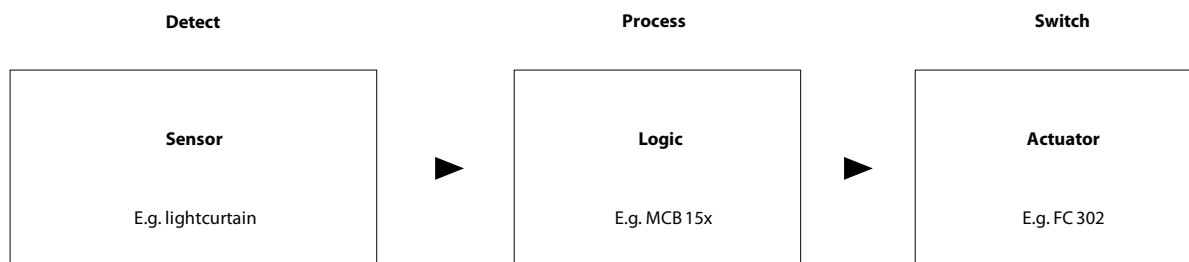 Detect
Process
Switch
Sensor
Logic
Actuator
E.g. lightcurtain
E.g. MCB 15x
E.g. FC 302